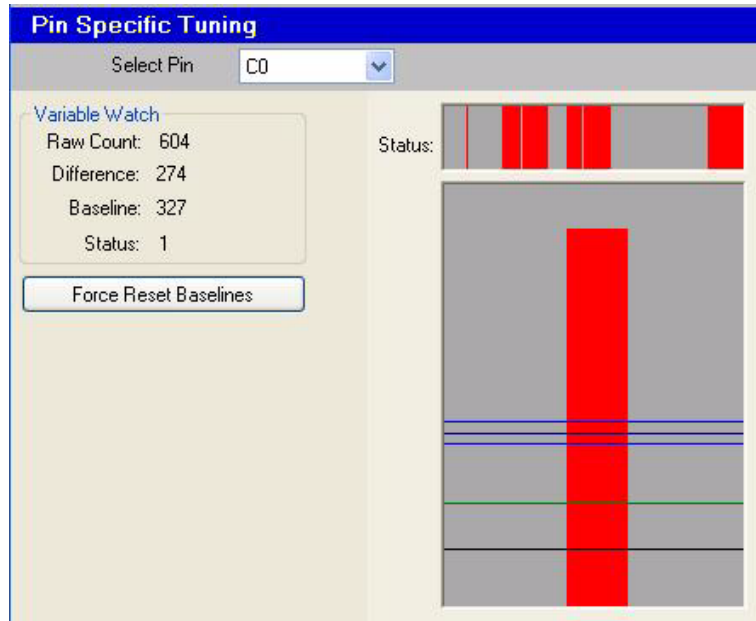 Pin Specific Tuning
Select Pin C0
Variable Watch
Raw Count: 604
Difference: 274
Baseline: 327
Status: 1
Force Reset Baselines
Status: